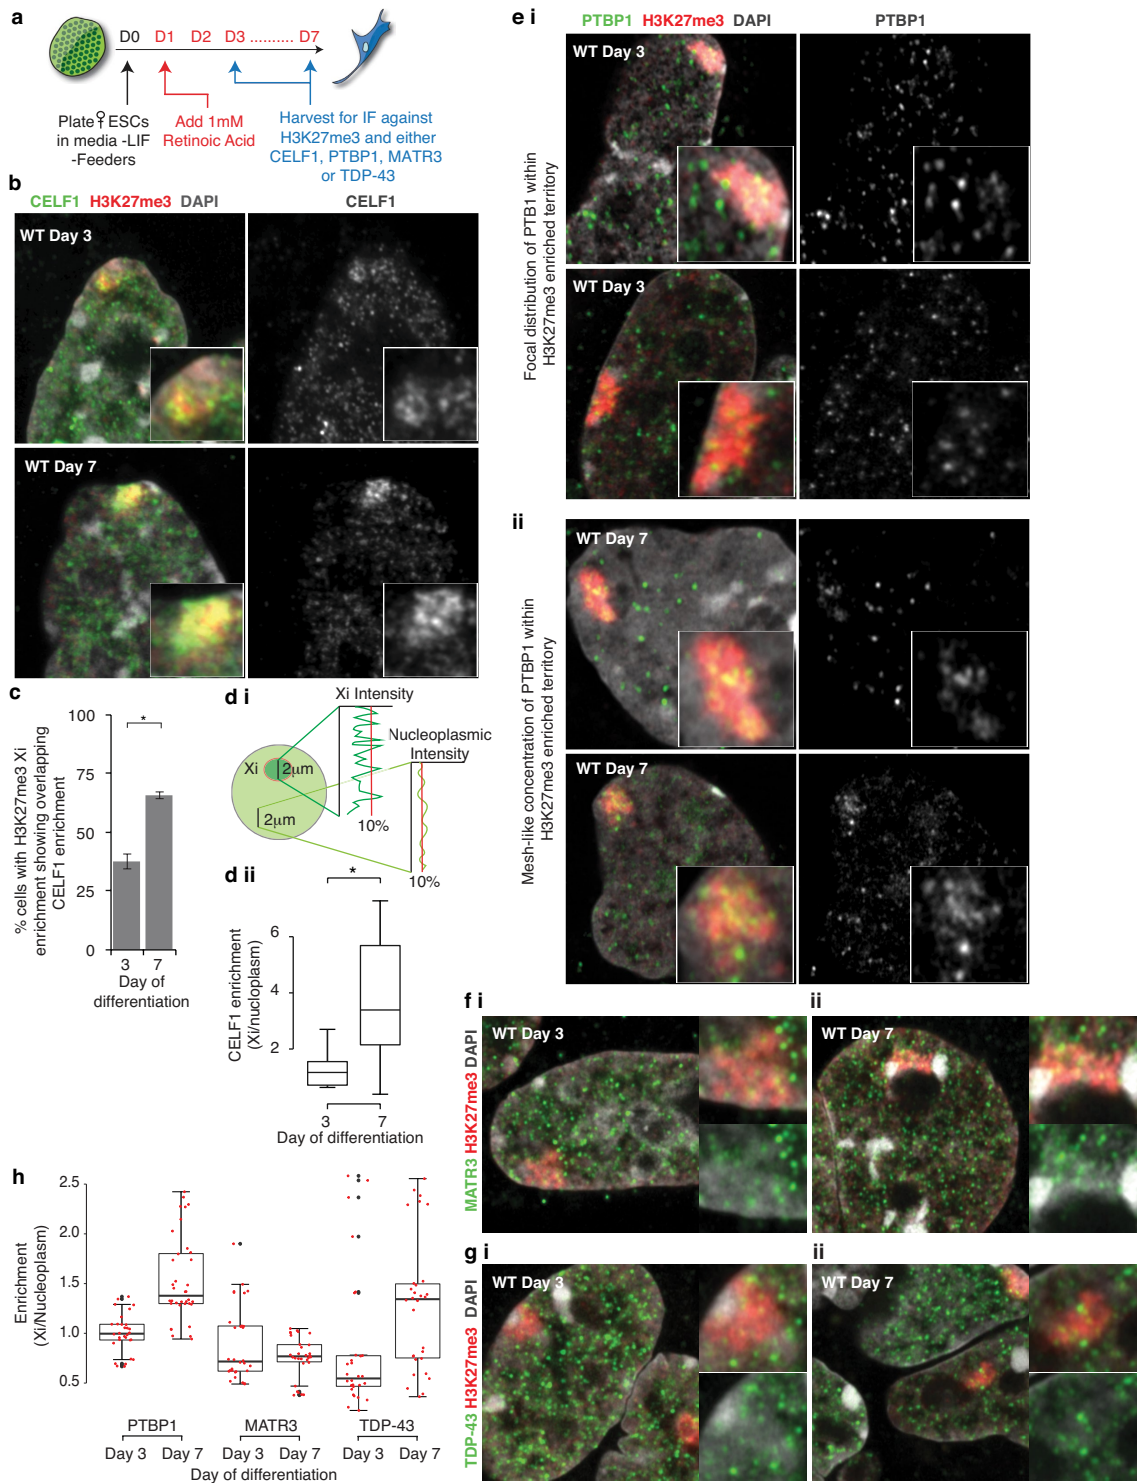 a
D0 D1 D2 D3 .......... D7
Plate♀ESCs
in media -LIF
-Feeders
Add 1mM
Retinoic Acid
Harvest for IF against
H3K27me3 and either
CELF1, PTBP1, MATR3
or TDP-43
b
CELF1 H3K27me3 DAPI
CELF1
WT Day 3
WT Day 7
c
% cells with H3K27me3 Xi
enrichment showing overlapping
CELF1 enrichment
100
75
50
25
0
*
3 7
Day of
differentiation
d i
Xi Intensity
Nucleoplasmic
Intensity
Xi
2μm
2μm
10%
10%
d ii
*
CELF1 enrichment
(Xi/nucloplasm)
6
4
2
3 7
Day of differentiation
e i
PTBP1 H3K27me3 DAPI
PTBP1
Focal distribution of PTB1 within
H3K27me3 enriched territory
WT Day 3
WT Day 3
ii
Mesh-like concentration of PTBP1 within
H3K27me3 enriched territory
WT Day 7
WT Day 7
f i
ii
MATR3 H3K27me3 DAPI
WT Day 3
WT Day 7
g i
ii
TDP-43 H3K27me3 DAPI
WT Day 3
WT Day 7
h
Enrichment
(Xi/Nucleoplasm)
2.5
2.0
1.5
1.0
0.5
PTBP1 MATR3 TDP-43
Day 3 Day 7 Day 3 Day 7 Day 3 Day 7
Day of differentiation